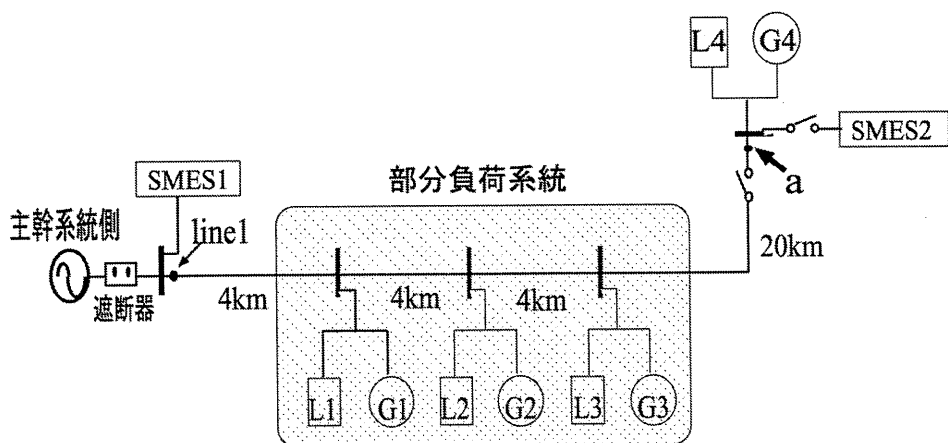 L4
G4
SMES2
a
部分負荷系統
SMES1
line1
主幹系統側
遮断器
4km
4km
4km
20km
L1
G1
L2
G2
L3
G3